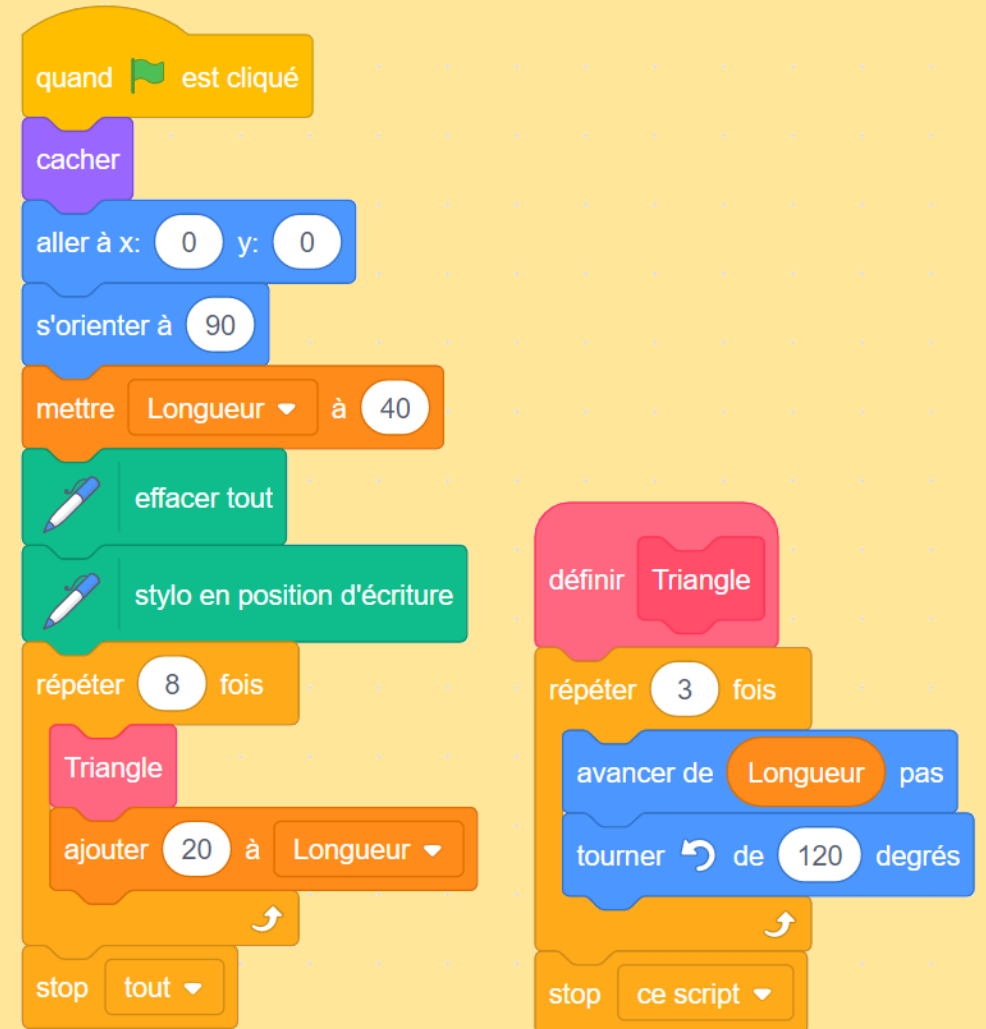 quand est cliqué
cacher
aller à x: 0 y: 0
s'orienter à 90
mettre Longueur à 40
effacer tout
stylo en position d'écriture
répéter 8 fois
Triangle
ajouter 20 à Longueur
stop tout
définir Triangle
répéter 3 fois
avancer de Longueur pas
tourner de 120 degrés
stop ce script